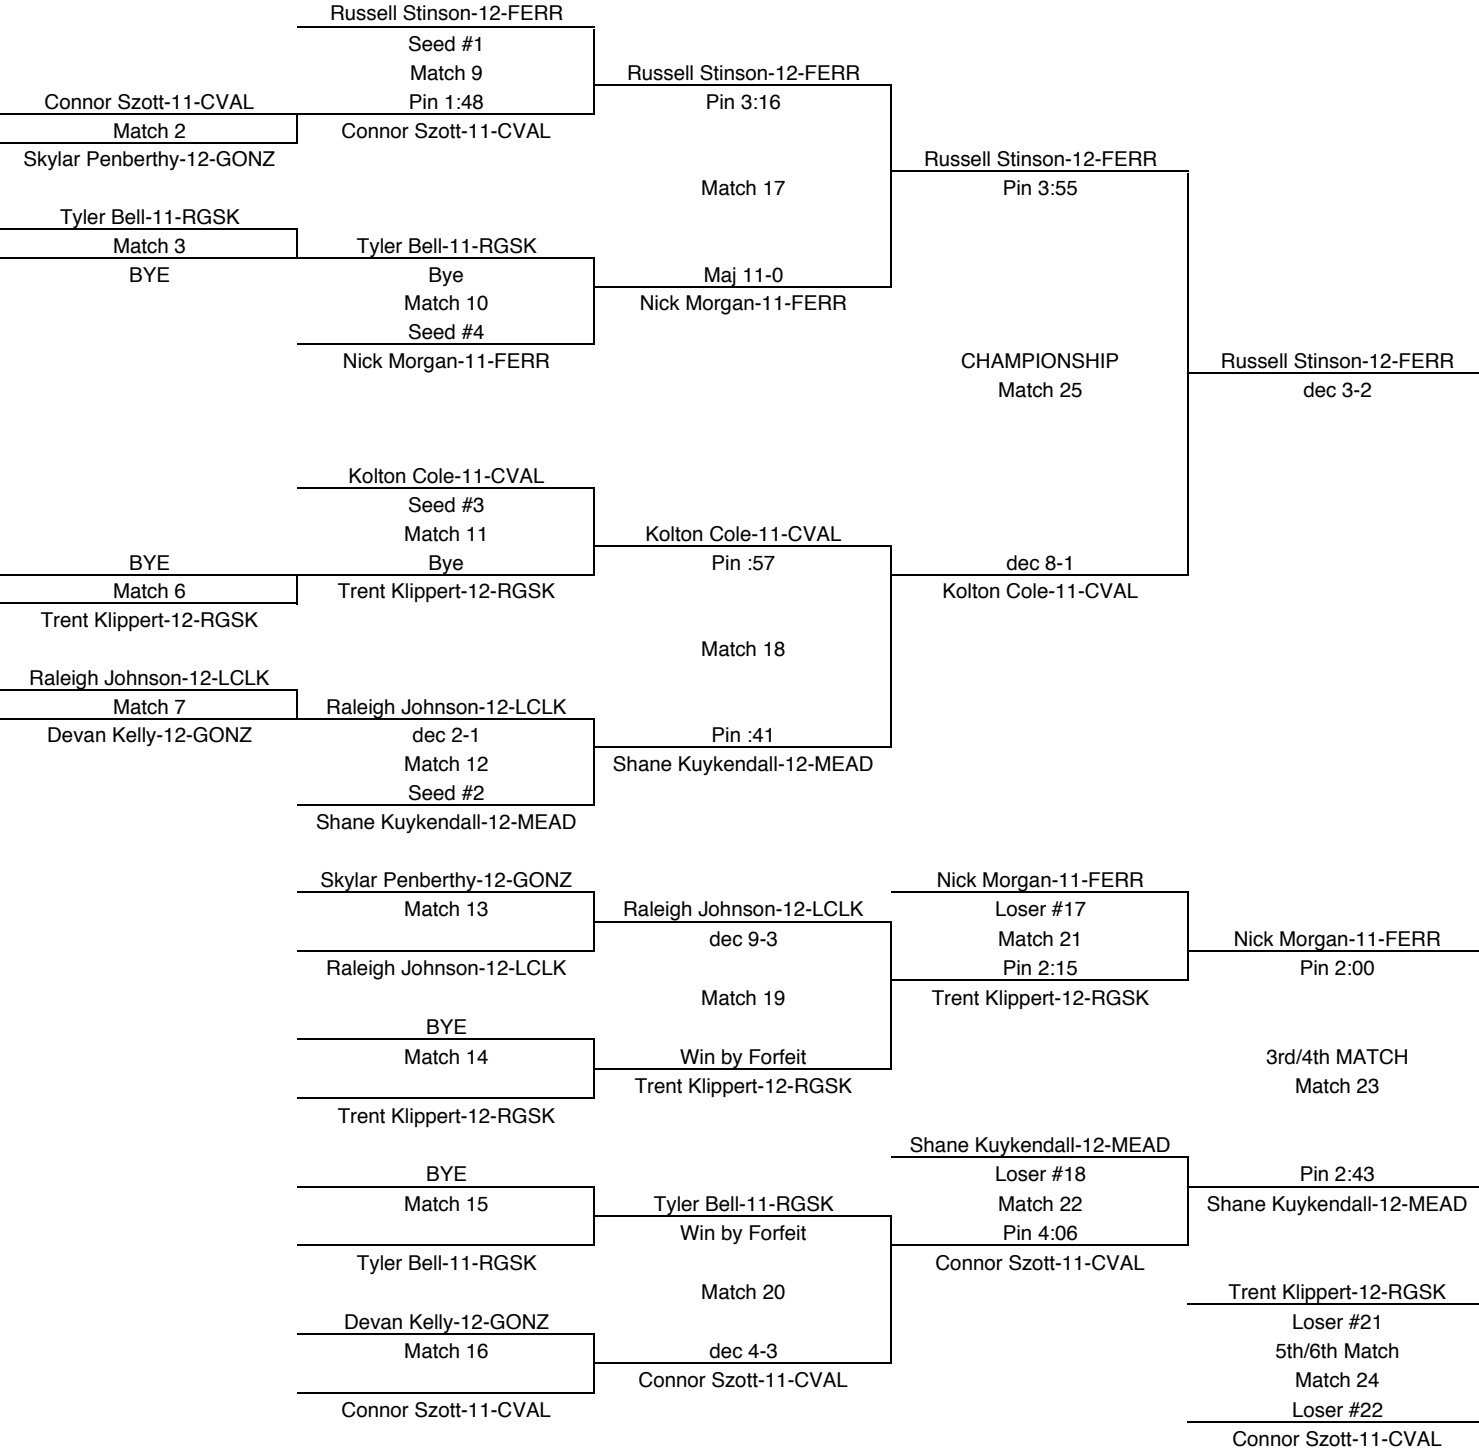 Russell Stinson-12-FERR
Seed #1
Match 9
Pin 1:48
Connor Szott-11-CVAL
Connor Szott-11-CVAL
Match 2
Skylar Penberthy-12-GONZ
Russell Stinson-12-FERR
Pin 3:16
Match 17
Maj 11-0
Nick Morgan-11-FERR
Tyler Bell-11-RGSK
Match 3
BYE
Tyler Bell-11-RGSK
Bye
Match 10
Seed #4
Nick Morgan-11-FERR
Russell Stinson-12-FERR
Pin 3:55
CHAMPIONSHIP
Match 25
Russell Stinson-12-FERR
dec 3-2
Kolton Cole-11-CVAL
Seed #3
Match 11
Bye
Trent Klippert-12-RGSK
BYE
Match 6
Trent Klippert-12-RGSK
Kolton Cole-11-CVAL
Pin :57
Match 18
Pin :41
Shane Kuykendall-12-MEAD
dec 8-1
Kolton Cole-11-CVAL
Raleigh Johnson-12-LCLK
Match 7
Devan Kelly-12-GONZ
Raleigh Johnson-12-LCLK
dec 2-1
Match 12
Seed #2
Shane Kuykendall-12-MEAD
Skylar Penberthy-12-GONZ
Match 13
Raleigh Johnson-12-LCLK
BYE
Match 14
Trent Klippert-12-RGSK
Raleigh Johnson-12-LCLK
dec 9-3
Match 19
Win by Forfeit
Trent Klippert-12-RGSK
Nick Morgan-11-FERR
Loser #17
Match 21
Pin 2:15
Trent Klippert-12-RGSK
Nick Morgan-11-FERR
Pin 2:00
3rd/4th MATCH
Match 23
Pin 2:43
Shane Kuykendall-12-MEAD
BYE
Match 15
Tyler Bell-11-RGSK
Devan Kelly-12-GONZ
Match 16
Connor Szott-11-CVAL
Tyler Bell-11-RGSK
Win by Forfeit
Match 20
dec 4-3
Connor Szott-11-CVAL
Shane Kuykendall-12-MEAD
Loser #18
Match 22
Pin 4:06
Connor Szott-11-CVAL
Trent Klippert-12-RGSK
Loser #21
5th/6th Match
Match 24
Loser #22
Connor Szott-11-CVAL